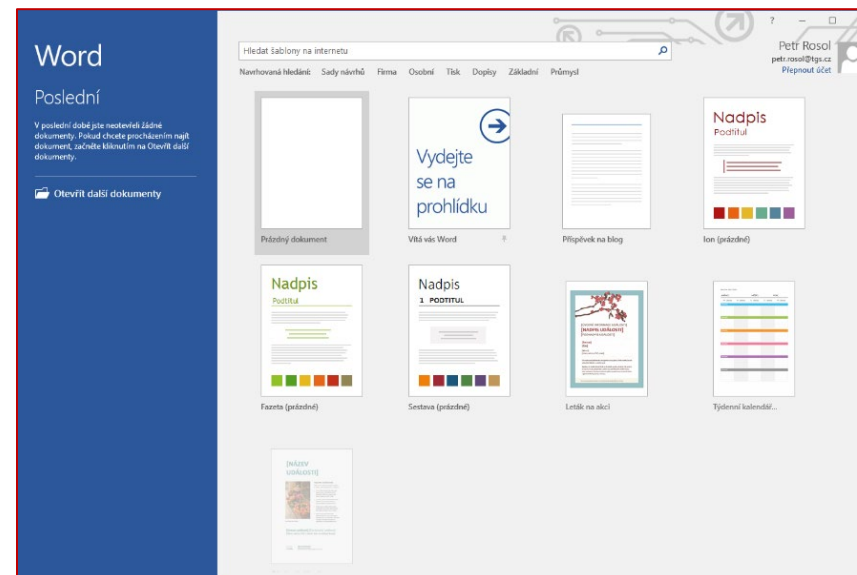 Word
Poslední
V poslední době jste neotevřeli žádné
dokumenty. Pokud chcete procházením najít
dokument, začněte kliknutím na Otevřít další
dokumenty.
Otevřít další dokumenty
?
Petr Rosol
petr.rosol@tgs.cz
Přepnout účet
Hledat šablony na internetu
Navrhovaná hledání: Sady návrhů Firma Osobní Tisk Dopisy Základní Průmysl
Vydejte
se na
prohlídku
Nadpis
Podtitul
Prázdný dokument
Vítá vás Word
Příspěvek na blog
Ion (prázdné)
Nadpis
Podtitul
Nadpis
1 PODTITUL
[NÁZEV UDÁLOSTI]
Fazeta (prázdné)
Sestava (prázdné)
Leták na akci
Týdenní kalendář...
[NÁZEV
UDÁLOSTI]